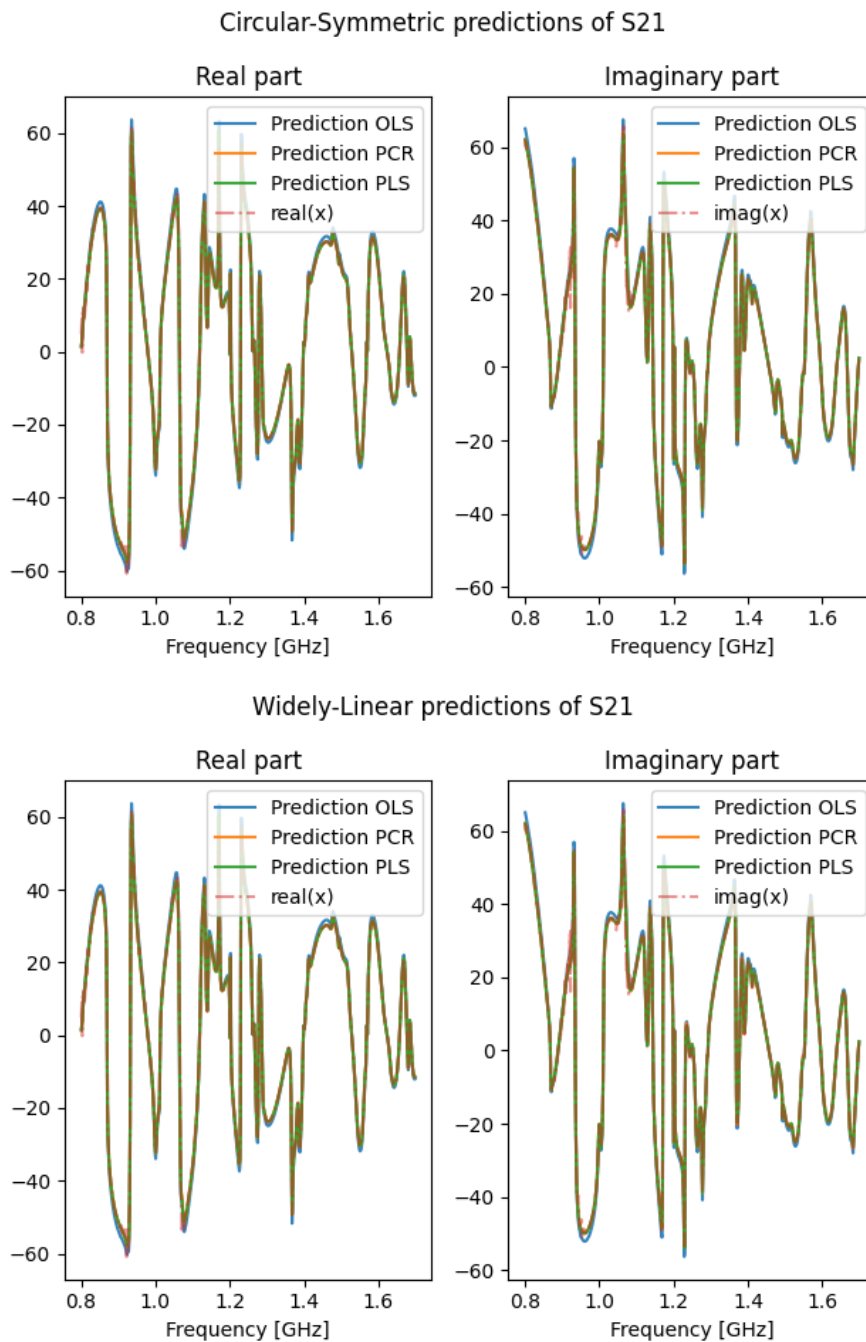 Circular-Symmetric predictions of S21
Real part
Imaginary part
Prediction OLS
Prediction PCR
Prediction PLS
real(x)
Prediction OLS
Prediction PCR
Prediction PLS
imag(x)
60
40
20
0
−20
−40
−60
60
40
20
0
−20
−40
−60
0.8 1.0 1.2 1.4 1.6
0.8 1.0 1.2 1.4 1.6
Frequency [GHz]
Frequency [GHz]
Widely-Linear predictions of S21
Real part
Imaginary part
Prediction OLS
Prediction PCR
Prediction PLS
real(x)
Prediction OLS
Prediction PCR
Prediction PLS
imag(x)
60
40
20
0
−20
−40
−60
60
40
20
0
−20
−40
−60
0.8 1.0 1.2 1.4 1.6
0.8 1.0 1.2 1.4 1.6
Frequency [GHz]
Frequency [GHz]